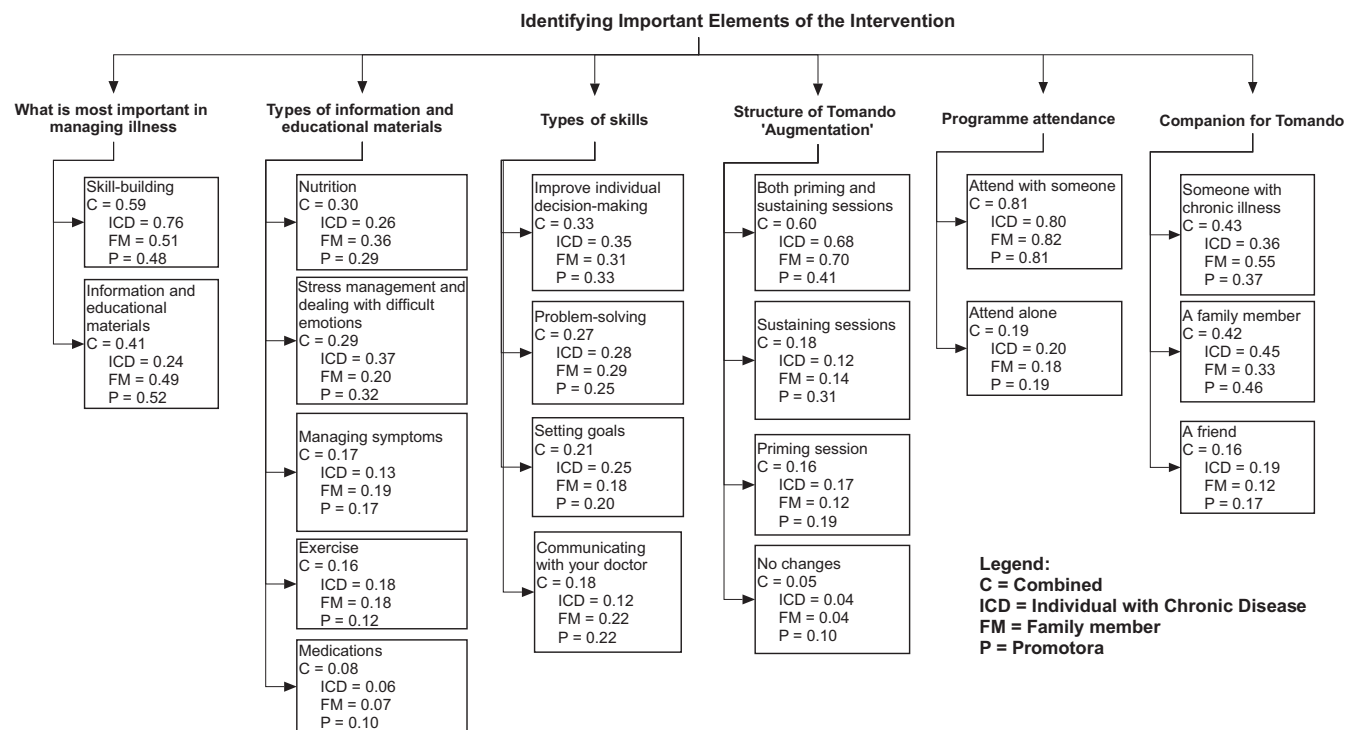 Identifying Important Elements of the Intervention
What is most important in
managing illness
Skill-building
C = 0.59
ICD = 0.76
FM = 0.51
P = 0.48
Information and
educational
materials
C = 0.41
ICD = 0.24
FM = 0.49
P = 0.52
Types of information and
educational materials
Nutrition
C = 0.30
ICD = 0.26
FM = 0.36
P = 0.29
Stress management and
dealing with difficult
emotions
C = 0.29
ICD = 0.37
FM = 0.20
P = 0.32
Managing symptoms
C = 0.17
ICD = 0.13
FM = 0.19
P = 0.17
Exercise
C = 0.16
ICD = 0.18
FM = 0.18
P = 0.12
Medications
C = 0.08
ICD = 0.06
FM = 0.07
P = 0.10
Types of skills
Improve individual
decision-making
C = 0.33
ICD = 0.35
FM = 0.31
P = 0.33
Problem-solving
C = 0.27
ICD = 0.28
FM = 0.29
P = 0.25
Setting goals
C = 0.21
ICD = 0.25
FM = 0.18
P = 0.20
Communicating
with your doctor
C = 0.18
ICD = 0.12
FM = 0.22
P = 0.22
Structure of Tomando
'Augmentation'
Both priming and
sustaining sessions
C = 0.60
ICD = 0.68
FM = 0.70
P = 0.41
Sustaining sessions
C = 0.18
ICD = 0.12
FM = 0.14
P = 0.31
Priming session
C = 0.16
ICD = 0.17
FM = 0.12
P = 0.19
No changes
C = 0.05
ICD = 0.04
FM = 0.04
P = 0.10
Programme attendance
Attend with someone
C = 0.81
ICD = 0.80
FM = 0.82
P = 0.81
Attend alone
C = 0.19
ICD = 0.20
FM = 0.18
P = 0.19
Companion for Tomando
Someone with
chronic illness
C = 0.43
ICD = 0.36
FM = 0.55
P = 0.37
A family member
C = 0.42
ICD = 0.45
FM = 0.33
P = 0.46
A friend
C = 0.16
ICD = 0.19
FM = 0.12
P = 0.17
Legend:
C = Combined
ICD = Individual with Chronic Disease
FM = Family member
P = Promotora